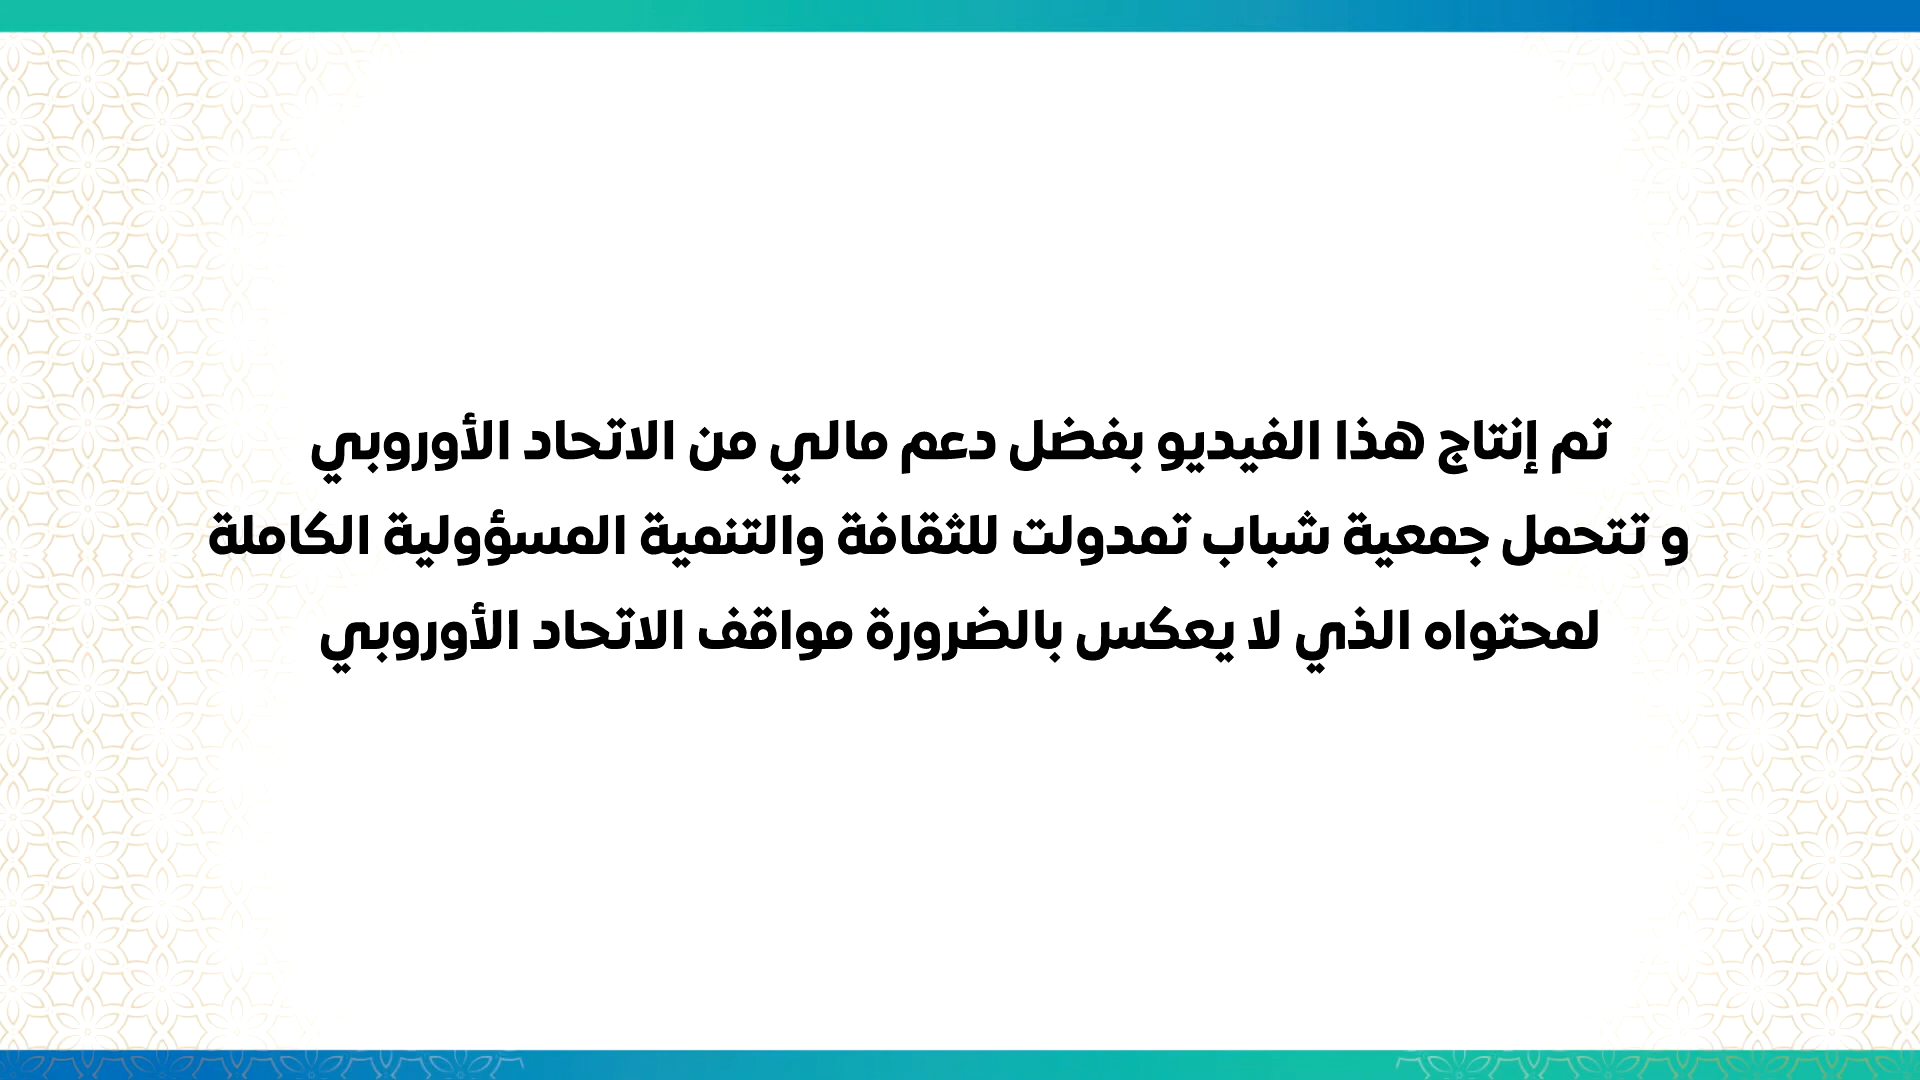 تم إنتاج هذا الفيديو بفضل دعم مالي من الاتحاد الأوروبي
و تتحمل جمعية شباب تمدولت للثقافة والتنمية المسؤولية الكاملة
لمحتواه الذي لا يعكس بالضرورة مواقف الاتحاد الأوروبي